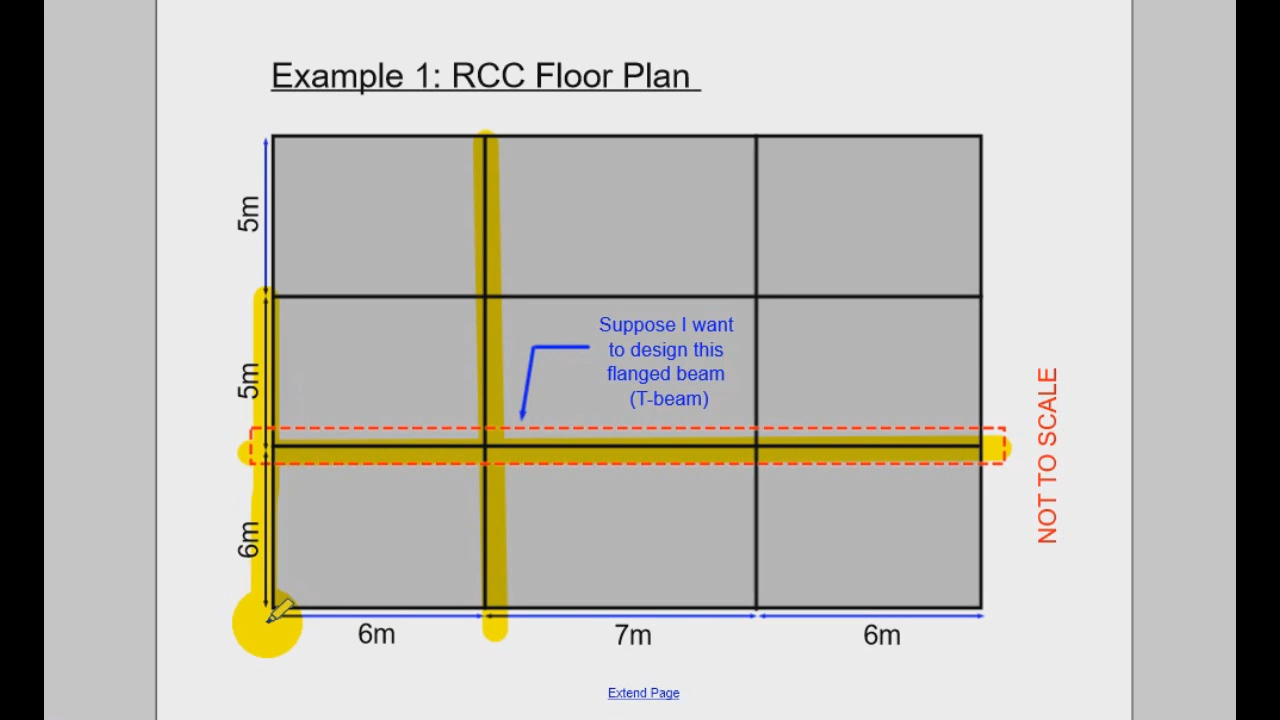 Example 1: RCC Floor Plan
5m
5m
6m
Suppose I want
to design this
flanged beam
(T-beam)
NOT TO SCALE
6m
7m
6m
Extend Page